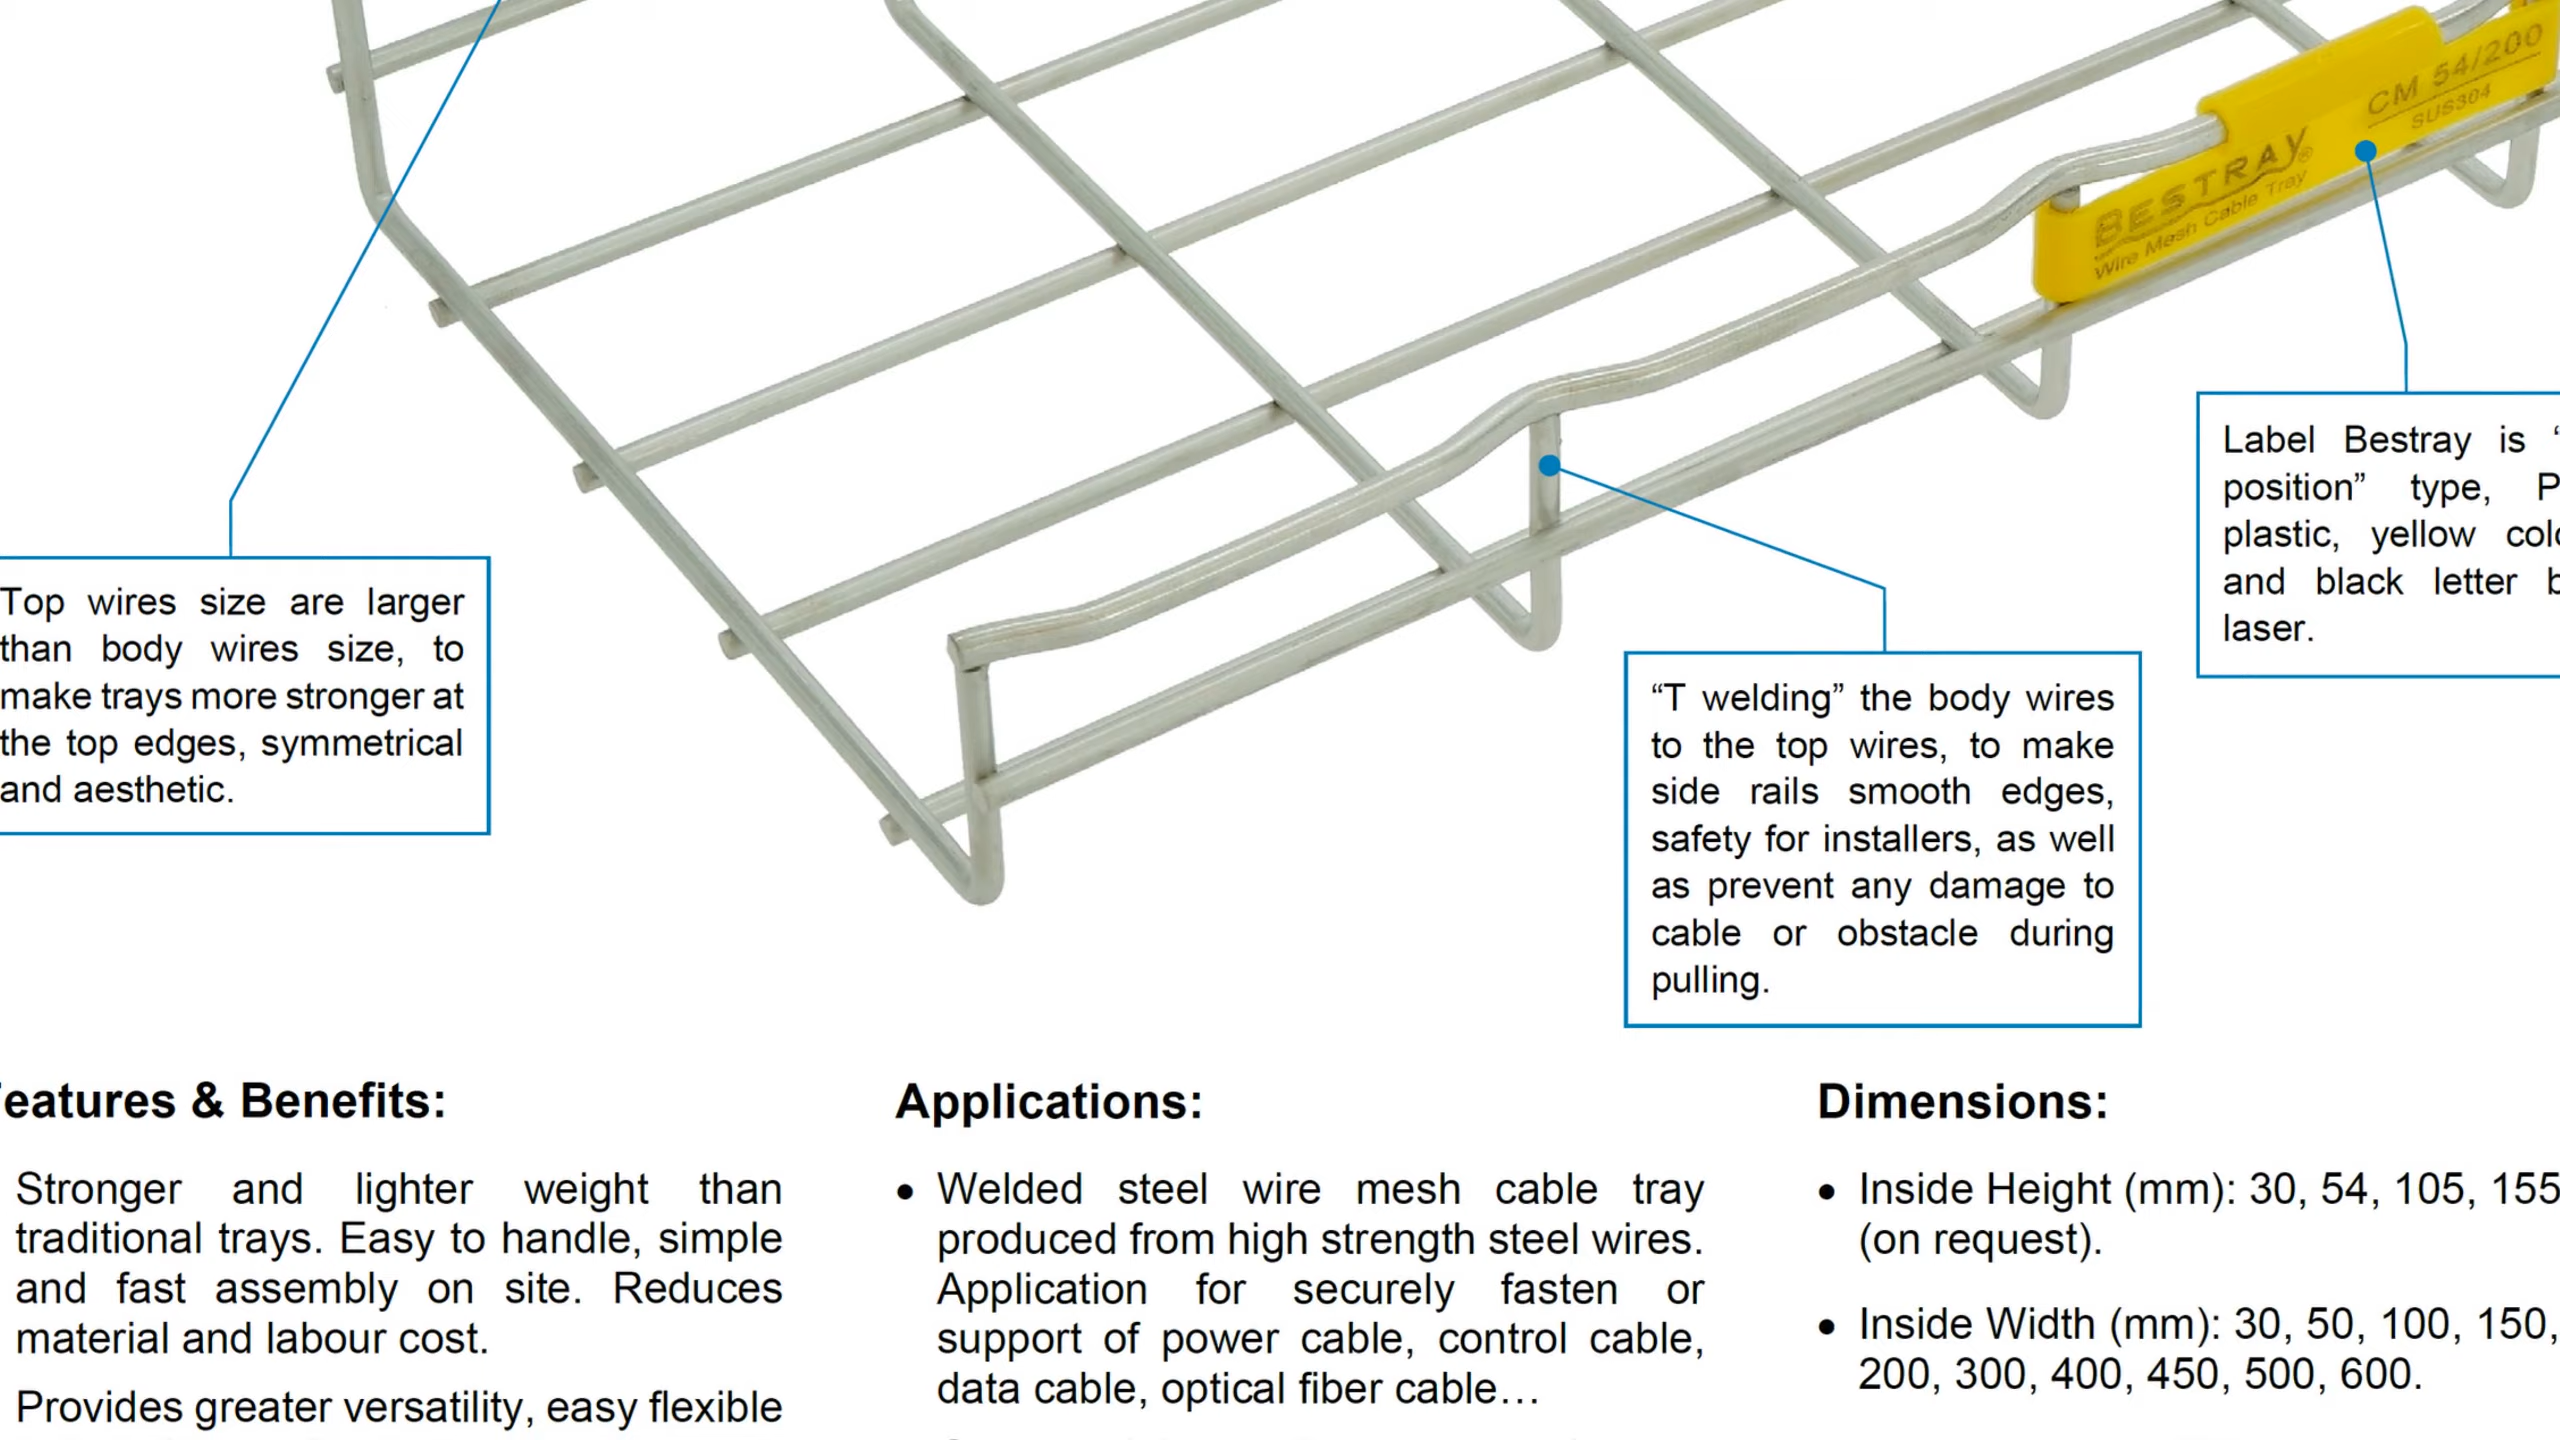 CM 54/200
SUS304
BESTRAY®
Wire Mesh Cable Tray
Label Bestray is “
position” type, P
plastic, yellow colo
and black letter b
laser.
Top wires size are larger
than body wires size, to
make trays more stronger at
the top edges, symmetrical
and aesthetic.
“T welding” the body wires
to the top wires, to make
side rails smooth edges,
safety for installers, as well
as prevent any damage to
cable or obstacle during
pulling.
eatures & Benefits:
Stronger and lighter weight than
traditional trays. Easy to handle, simple
and fast assembly on site. Reduces
material and labour cost.
Provides greater versatility, easy flexible
Applications:
• Welded steel wire mesh cable tray
produced from high strength steel wires.
Application for securely fasten or
support of power cable, control cable,
data cable, optical fiber cable…
Dimensions:
• Inside Height (mm): 30, 54, 105, 155
(on request).
• Inside Width (mm): 30, 50, 100, 150,
200, 300, 400, 450, 500, 600.